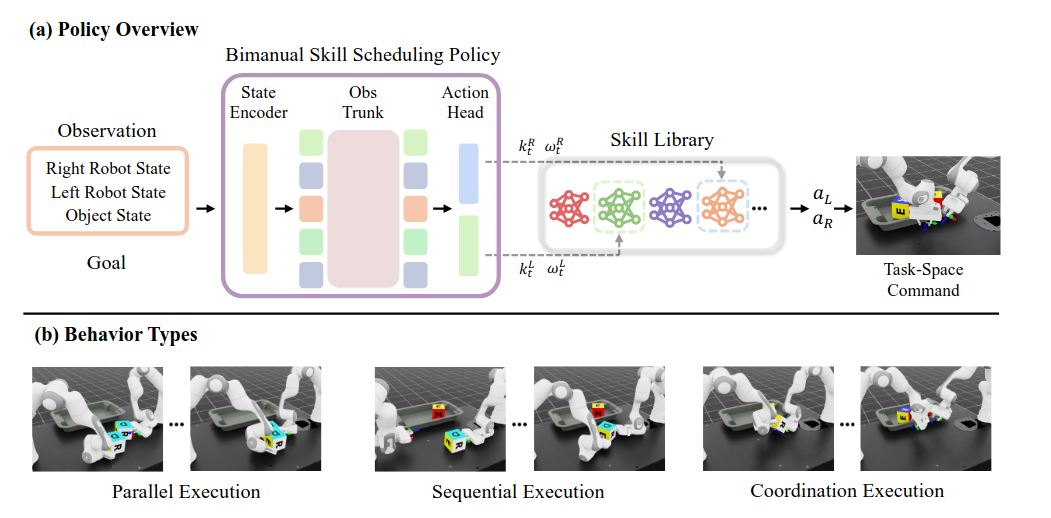 (a) Policy Overview
Bimanual Skill Scheduling Policy
State
Encoder
Obs
Trunk
Action
Head
Observation
Right Robot State
Left Robot State
Object State
Goal
$k_t^R$ $\omega_t^R$
$k_t^L$ $\omega_t^L$
Skill Library
...
$a_L$
$a_R$
E
Task-Space
Command
(b) Behavior Types
R
...
R
M
R
...
M
...
E
Parallel Execution
Sequential Execution
Coordination Execution